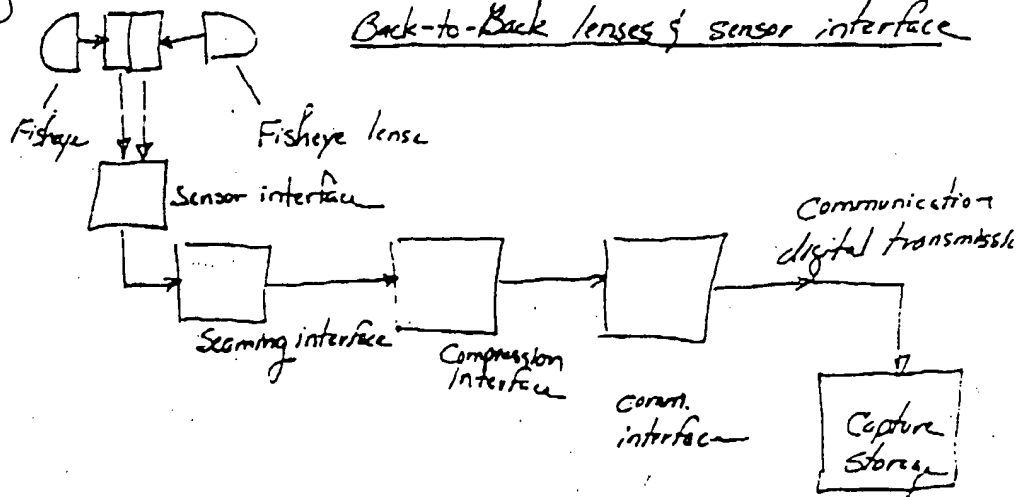 Back-to-Back lenses & sensor interface
Fisheye
Fisheye lense
Sensor interface
Communication
digital transmissio
Seaming interface
Compression
Interface
comm.
interface
Capture
Storage